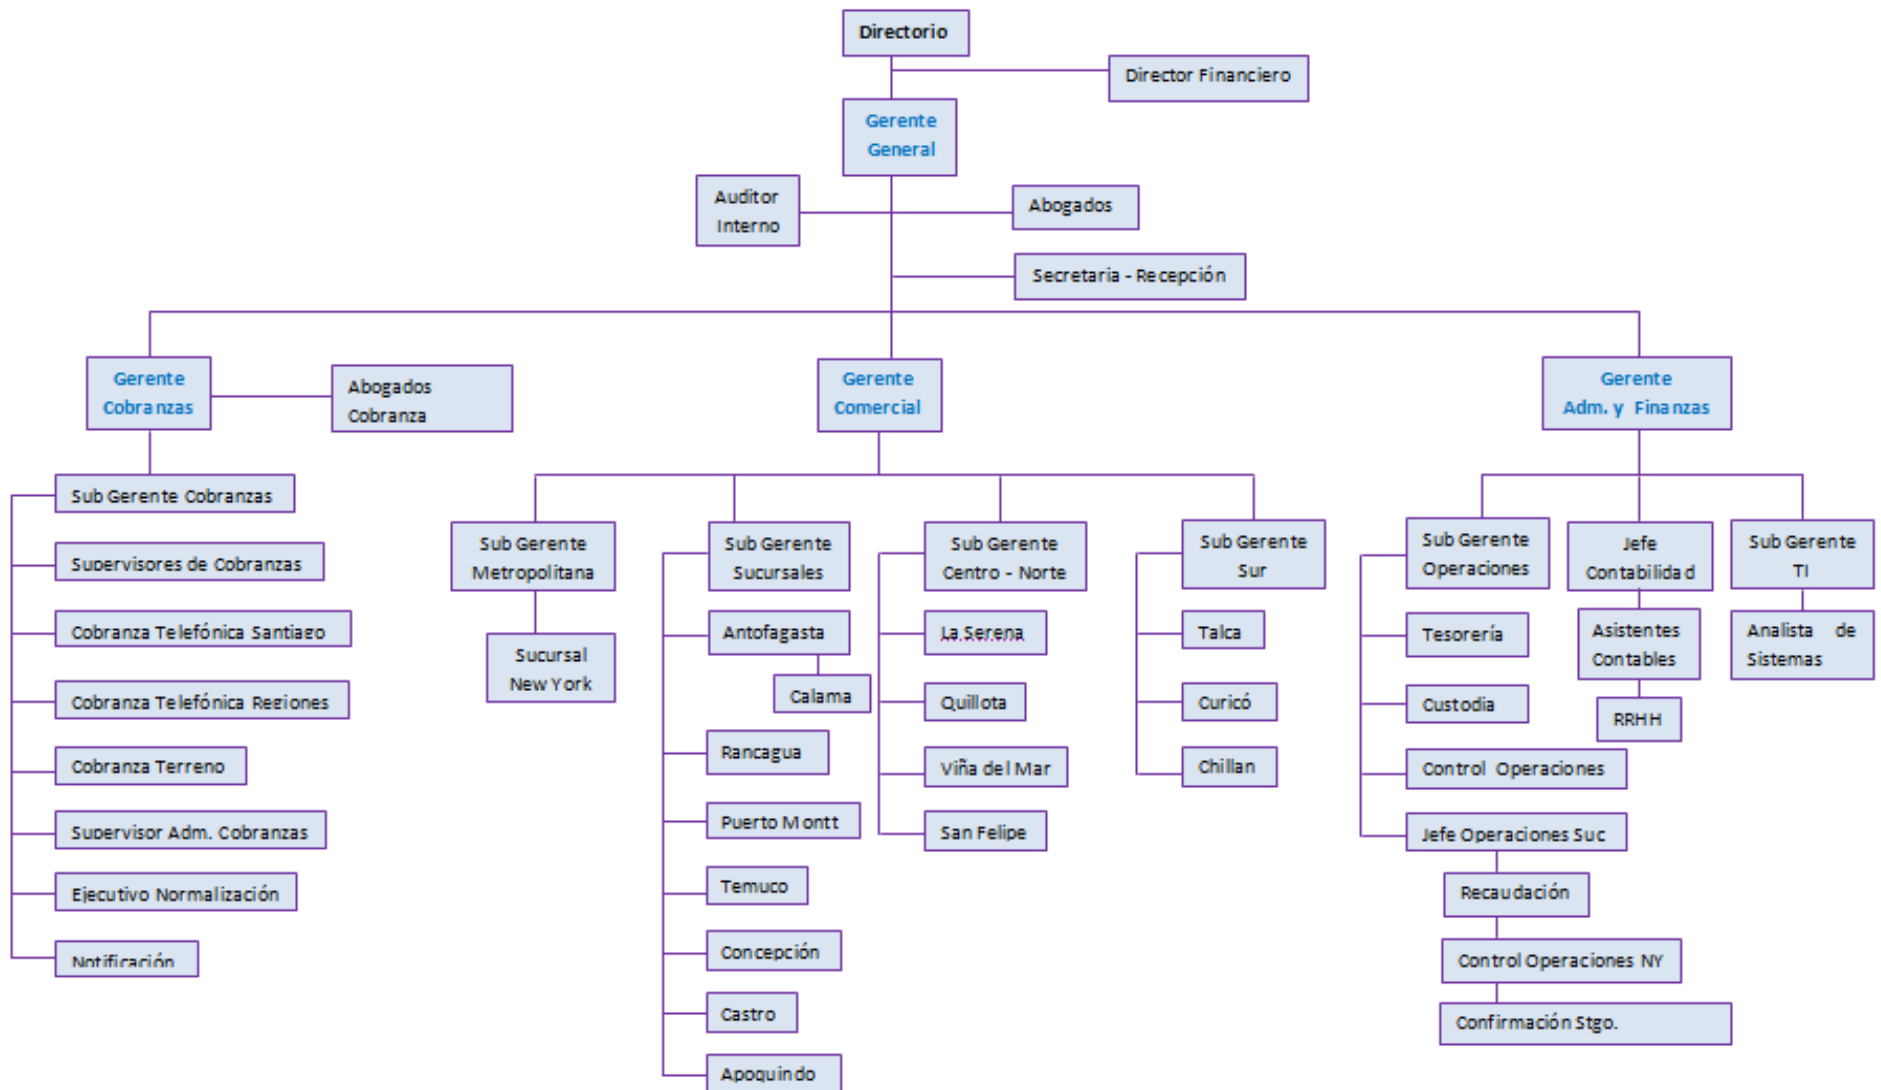 Directorio
Director Financiero
Gerente
General
Auditor
Interno
Abogados
Secretaria - Recepción
Gerente
Cobranzas
Abogados
Cobranza
Gerente
Comercial
Gerente
Adm. y Finanzas
Sub Gerente Cobranzas
Supervisores de Cobranzas
Cobranza Telefónica Santiago
Cobranza Telefónica Regiones
Cobranza Terreno
Supervisor Adm. Cobranzas
Ejecutivo Normalización
Notificación
Sub Gerente
Metropolitana
Sucursal
New York
Sub Gerente
Sucursales
Antofagasta
Calama
Rancagua
Puerto Montt
Temuco
Concepción
Castro
Apoquindo
Sub Gerente
Centro - Norte
La Serena
Quillota
Viña del Mar
San Felipe
Sub Gerente
Sur
Talca
Curicó
Chillan
Sub Gerente
Operaciones
Tesorería
Custodia
Control Operaciones
Jefe Operaciones Suc
Recaudación
Control Operaciones NY
Confirmación Stgo.
Jefe
Contabilidad
Asistentes
Contables
RRHH
Sub Gerente
TI
Analista de
Sistemas